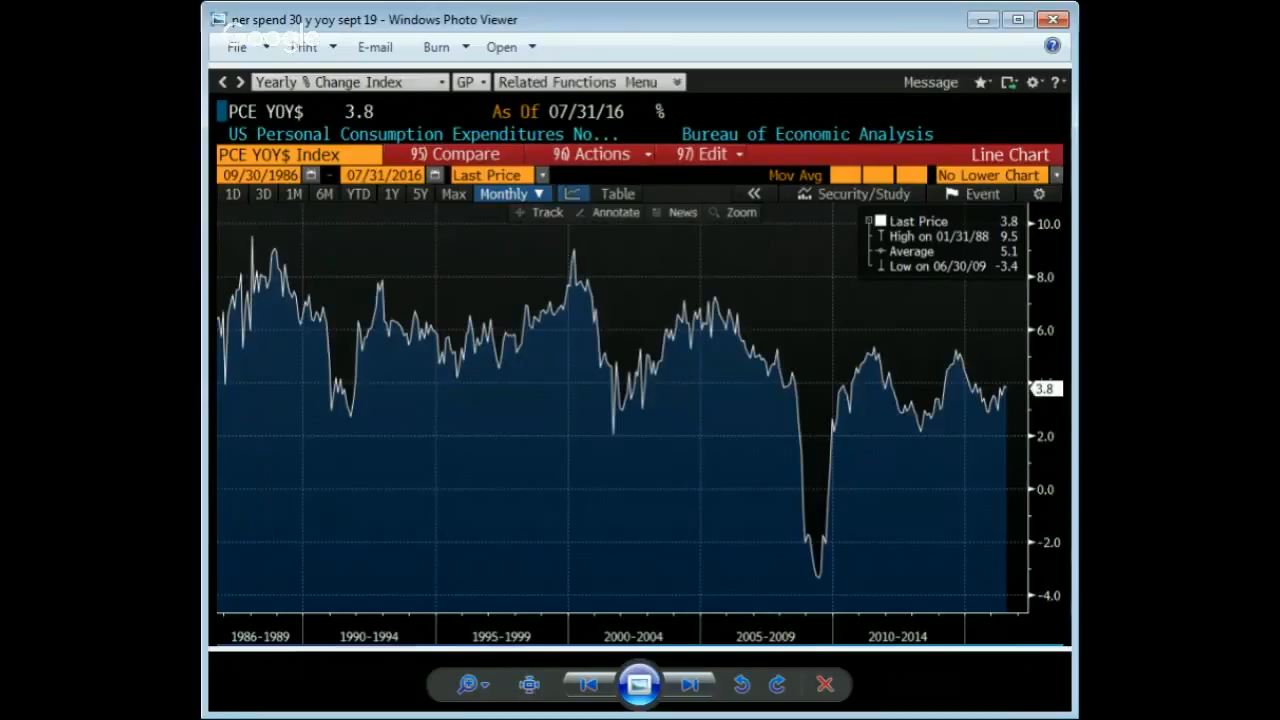 per spend 30 y yoy sept 19 - Windows Photo Viewer
Google
File Print E-mail Burn Open
Yearly % Change Index GP Related Functions Menu Message
PCE YOY$ 3.8 As Of 07/31/16 %
US Personal Consumption Expenditures No... Bureau of Economic Analysis
PCE YOY$ Index 95) Compare 96) Actions 97) Edit Line Chart
09/30/1986 - 07/31/2016 Last Price Mov Avg No Lower Chart
1D 3D 1M 6M YTD 1Y 5Y Max Monthly ▼ Table « Security/Study Event
Track Annotate News Zoom
Last Price 3.8
High on 01/31/88 9.5
Average 5.1
Low on 06/30/09 -3.4
10.0
8.0
6.0
3.8
2.0
0.0
-2.0
-4.0
1986-1989 1990-1994 1995-1999 2000-2004 2005-2009 2010-2014